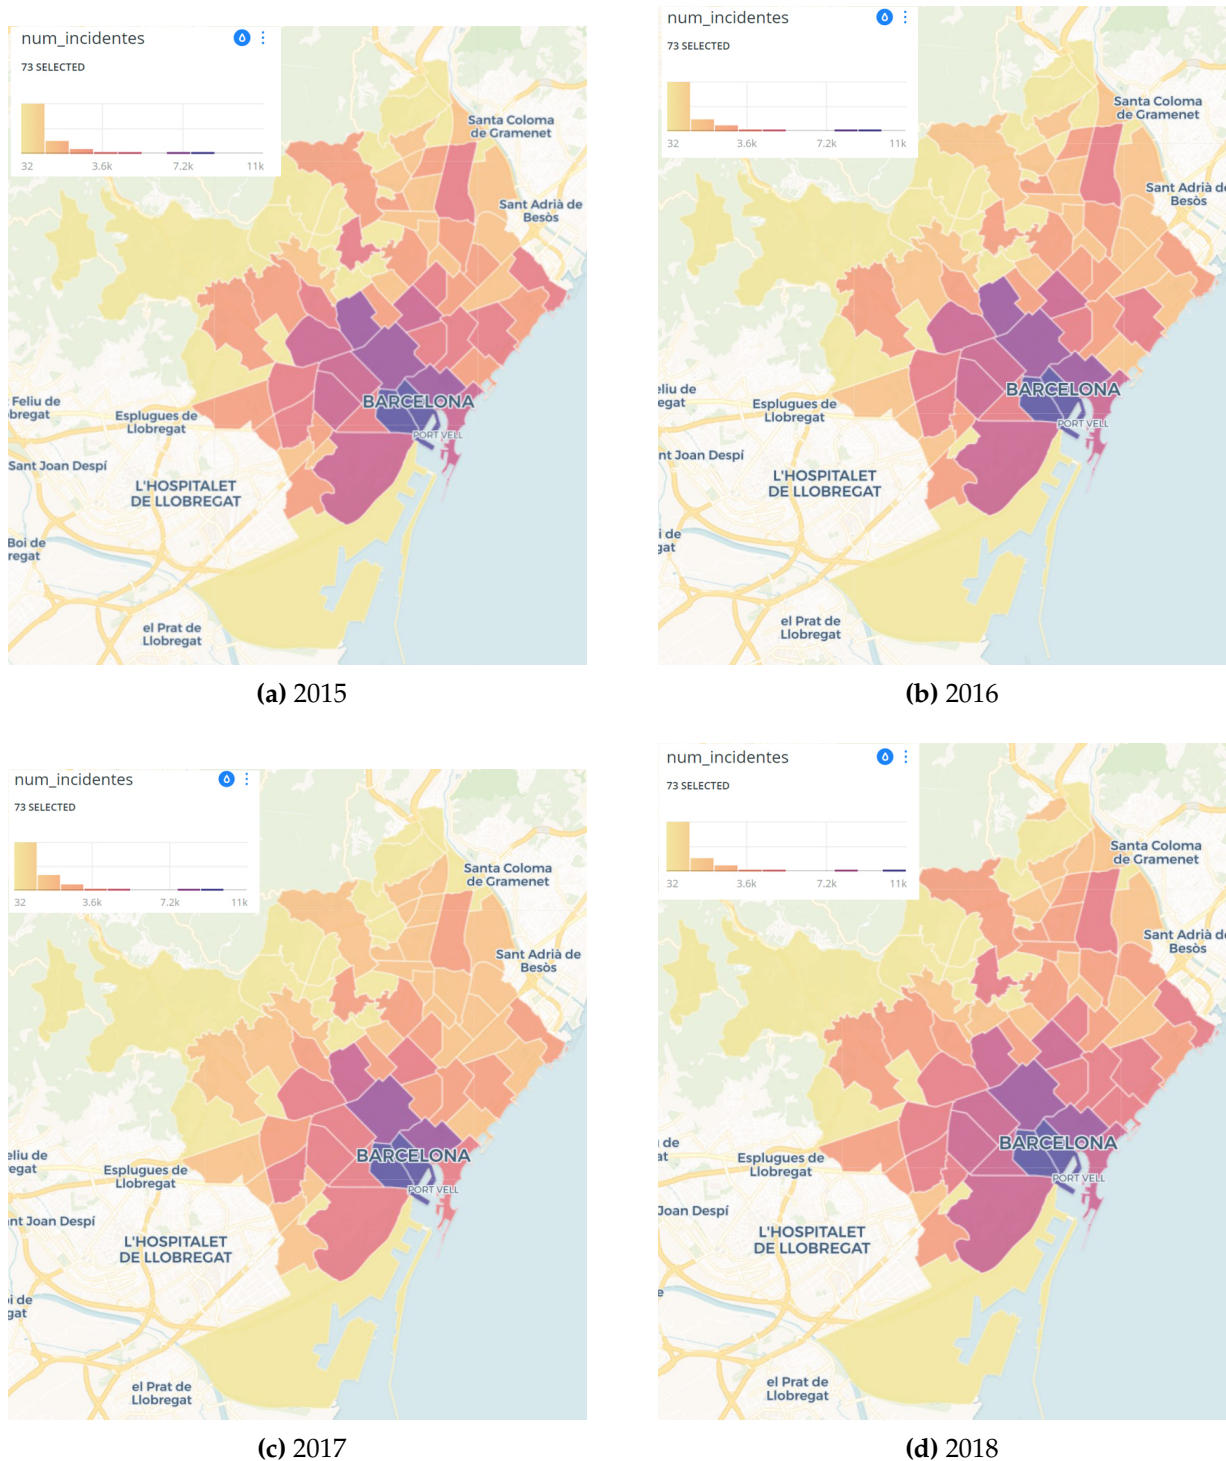 num_incidentes
73 SELECTED
32 3.6k 7.2k 11k
Santa Coloma
de Gramenet
Sant Adrià de
Besòs
BARCELONA
Feliu de
bregat
Esplugues de
Llobregat
PORT VELL
Sant Joan Despí
L'HOSPITALET
DE LLOBREGAT
Boi de
regat
el Prat de
Llobregat
(a) 2015
num_incidentes
73 SELECTED
32 3.6k 7.2k 11k
Santa Coloma
de Gramenet
Sant Adrià d
Besòs
BARCELONA
eliu de
egat
Esplugues de
Llobregat
PORT VELL
nt Joan Despí
L'HOSPITALET
DE LLOBREGAT
i de
gat
el Prat de
Llobregat
(b) 2016
num_incidentes
73 SELECTED
32 3.6k 7.2k 11k
Santa Coloma
de Gramenet
Sant Adrià de
Besòs
BARCELONA
eliu de
regat
Esplugues de
Llobregat
PORT VELL
nt Joan Despí
L'HOSPITALET
DE LLOBREGAT
i de
gat
el Prat de
Llobregat
(c) 2017
num_incidentes
73 SELECTED
32 3.6k 7.2k 11k
Santa Coloma
de Gramenet
Sant Adrià d
Besòs
BARCELONA
de
at
Esplugues de
Llobregat
PORT VELL
Joan Despí
L'HOSPITALET
DE LLOBREGAT
e
el Prat de
Llobregat
(d) 2018